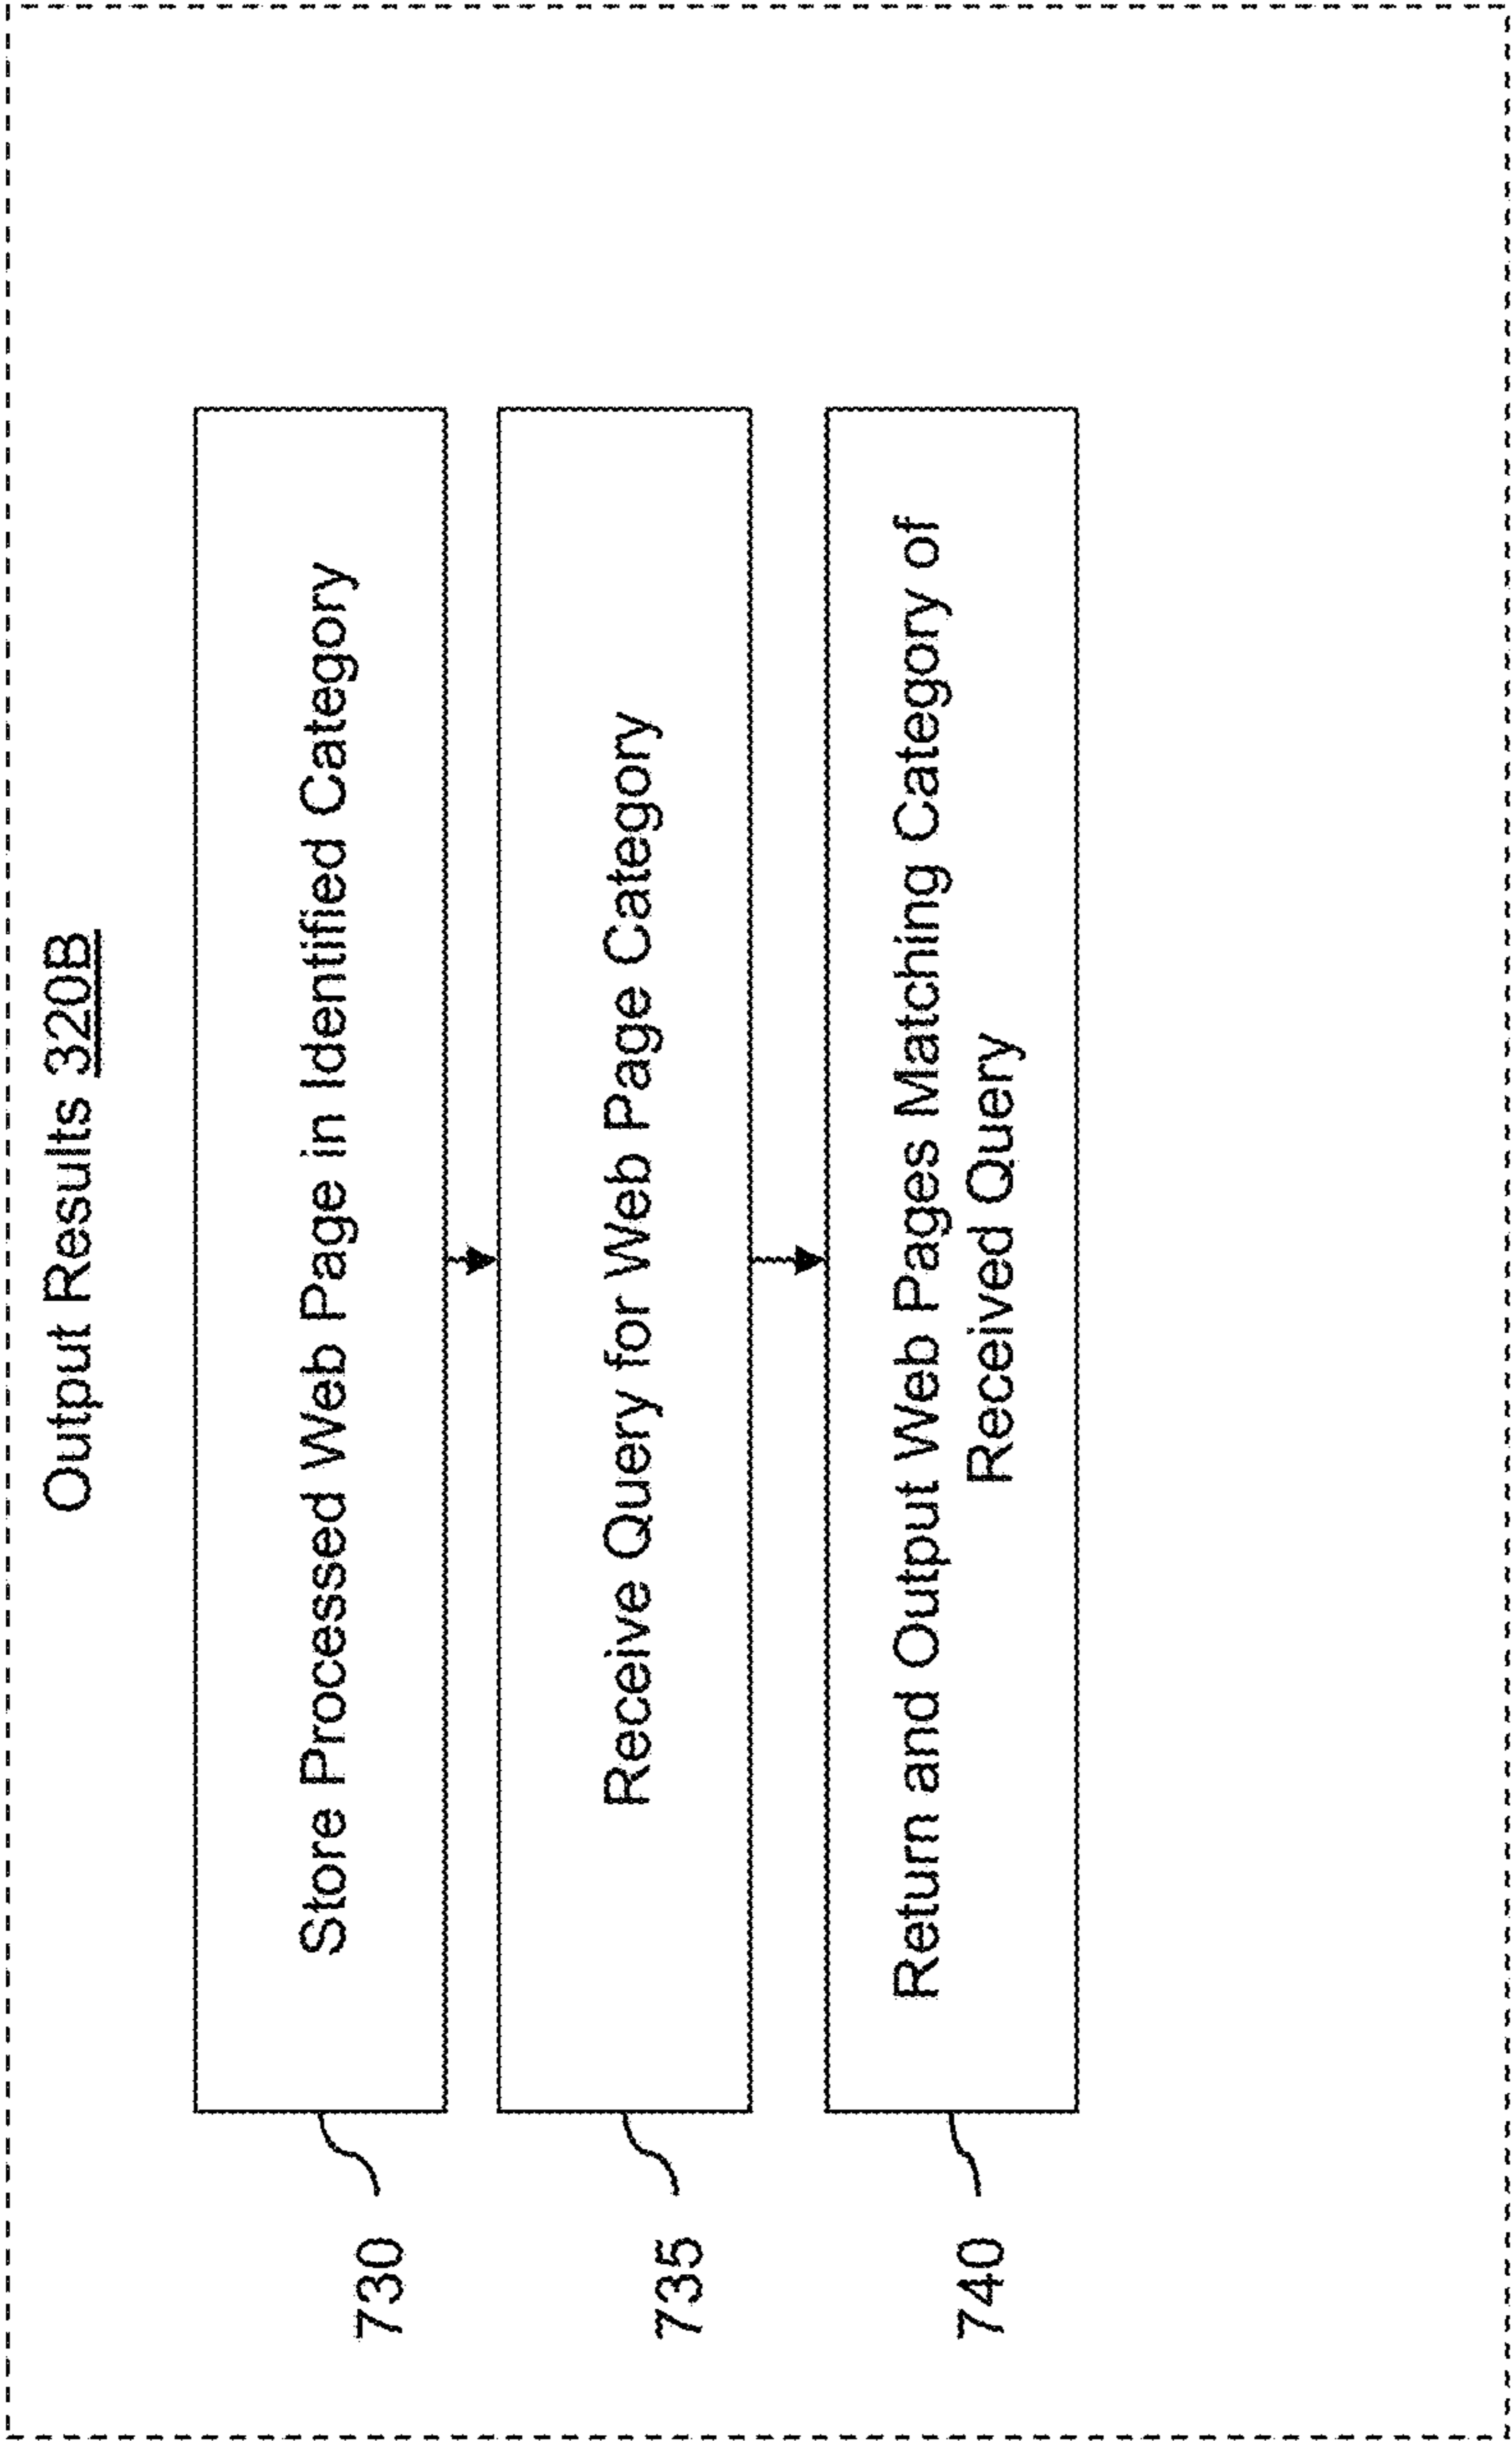 Output Results 320B
730
Store Processed Web Page in Identified Category
735
Receive Query for Web Page Category
740
Return and Output Web Pages Matching Category of
Received Query